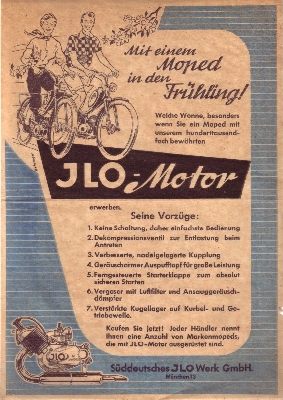 Mit einem
Moped
in den
Frühling!
Welche Wonne, besonders
wenn Sie ein Moped mit
unserem hunderttausend-
fach bewährten
JLO-Motor
erwerben.
Seine Vorzüge:
1. Keine Schaltung, daher einfachste Bedienung
2. Dekompressionsventil zur Entlastung beim
Antreten
3. Verbesserte, nadelgelagerte Kupplung
4. Geräuscharmer Auspufftopf für große Leistg.
5. Ferngesteuerte Starterklappe zum absolut
sicheren Starten
6. Vergaser mit Luftfilter und Ansauggeräusch-
dämpfer
7. Verstärkte Kugellager auf Kurbel- und Ge-
triebewelle.
Kaufen Sie jetzt! Jeder Händler nennt
Ihnen eine Anzahl von Markenmopeds,
die mit JLO-Motor ausgerüstet sind.
JLO
Süddeutsches JLO Werk GmbH.
München 12